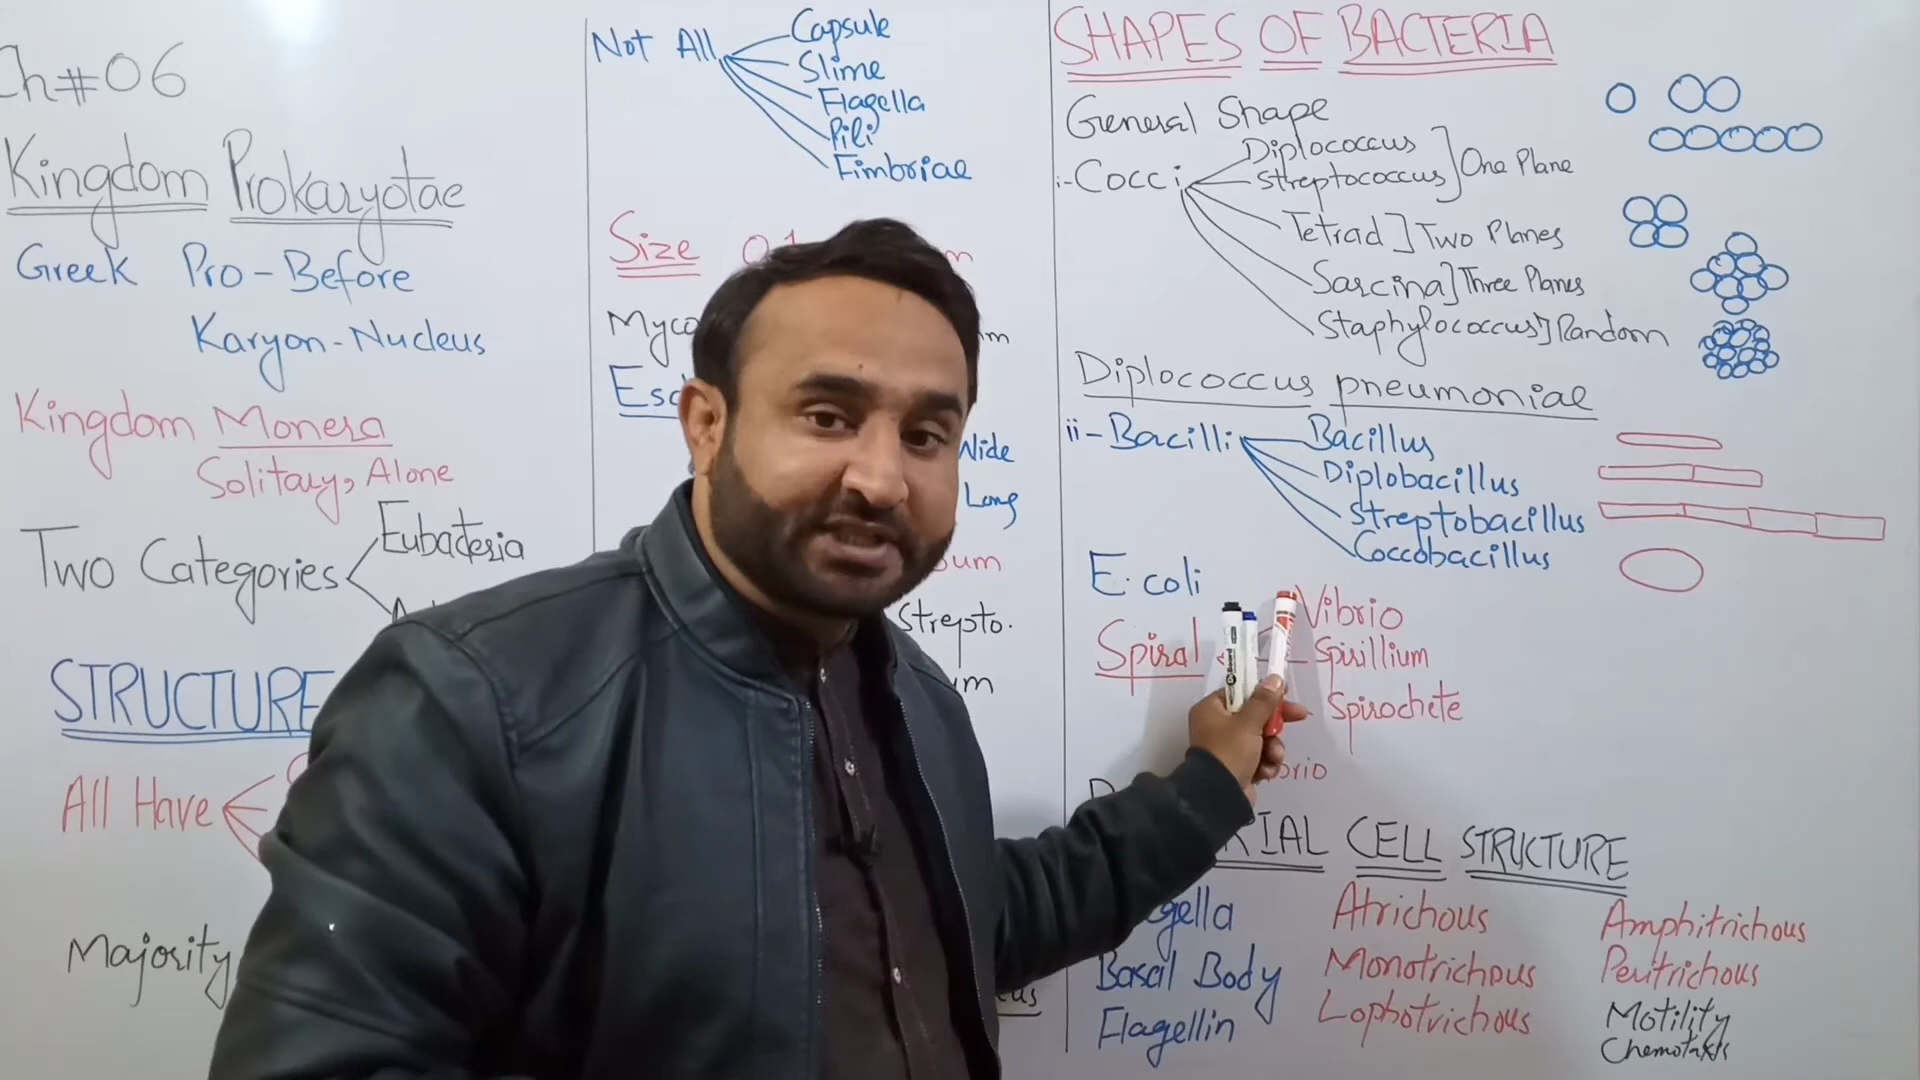 Ch#06
Kingdom Prokaryotae
Greek Pro-Before
Karyon-Nucleus
Kingdom Monera
Solitary, Alone
Two Categories
Eubacteria
STRUCTURE
All Have
Majority
Not All
Capsule
Slime
Flagella
Pili
Fimbriae
Size
Wide
Long
Strepto.
SHAPES OF BACTERIA
General Shape
i-Cocci
Diplococcus
Streptococcus
One Plane
Tetrad] Two Planes
Sarcina] Three Planes
Staphylococcus] Random
Diplococcus pneumoniae
ii-Bacilli
Bacillus
Diplobacillus
Streptobacillus
Coccobacillus
E. coli
Spiral
Vibrio
Spirillium
Spirochete
CELL STRUCTURE
Atrichous
Amphitrichous
Basal Body
Monotrichous
Peritrichous
Flagellin
Lophotrichous
Motility
Chemotaxis